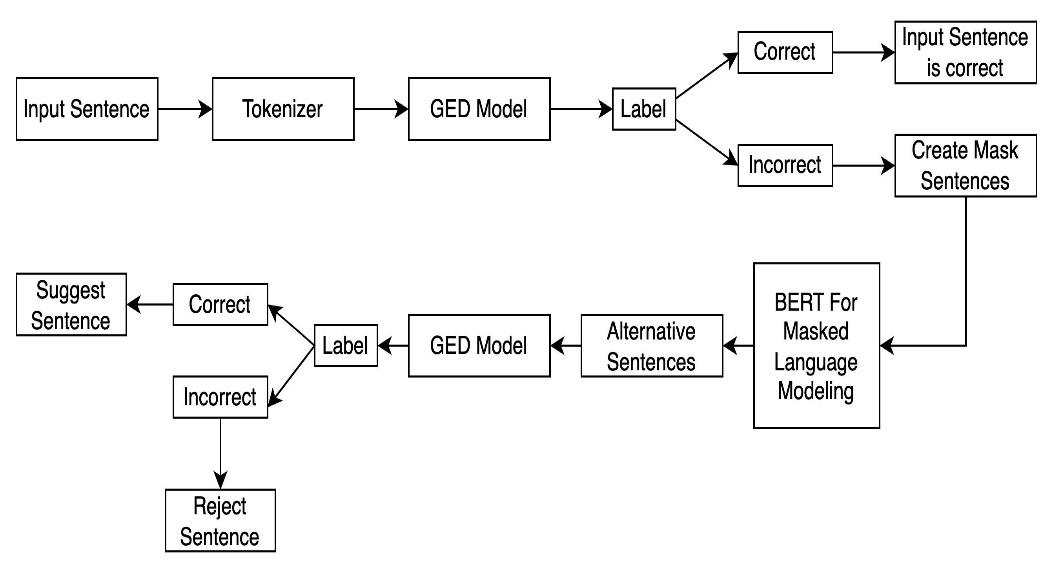 Input Sentence
Tokenizer
GED Model
Label
Correct
Input Sentence
is correct
Incorrect
Create Mask
Sentences
BERT For
Masked
Language
Modeling
Alternative
Sentences
GED Model
Label
Correct
Suggest
Sentence
Incorrect
Reject
Sentence